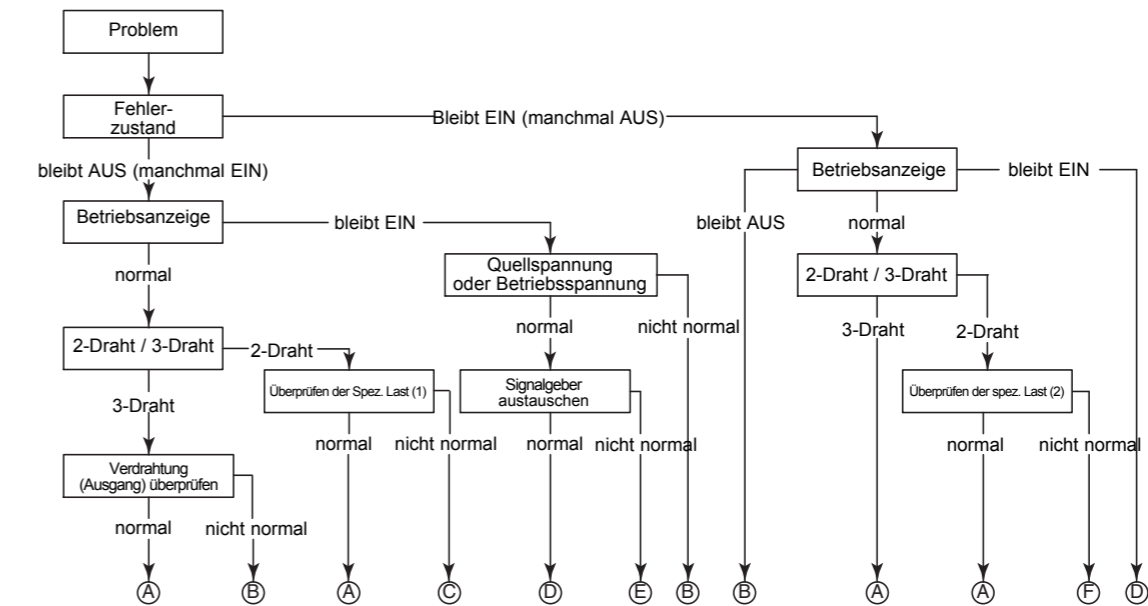 Problem
Fehler-
zustand
Bleibt EIN (manchmal AUS)
bleibt AUS (manchmal EIN)
Betriebsanzeige
bleibt EIN
Betriebsanzeige
bleibt EIN
bleibt AUS
normal
normal
Quellspannung
oder Betriebsspannung
2-Draht / 3-Draht
normal
nicht normal
3-Draht
2-Draht
2-Draht / 3-Draht
2-Draht
Überprüfen der Spez. Last (1)
Signalgeber
austauschen
Überprüfen der spez. Last (2)
3-Draht
normal
nicht normal
normal
nicht normal
normal
nicht normal
Verdrahtung
(Ausgang) überprüfen
normal
nicht normal
A
B
A
C
D
E
B
B
A
A
F
D